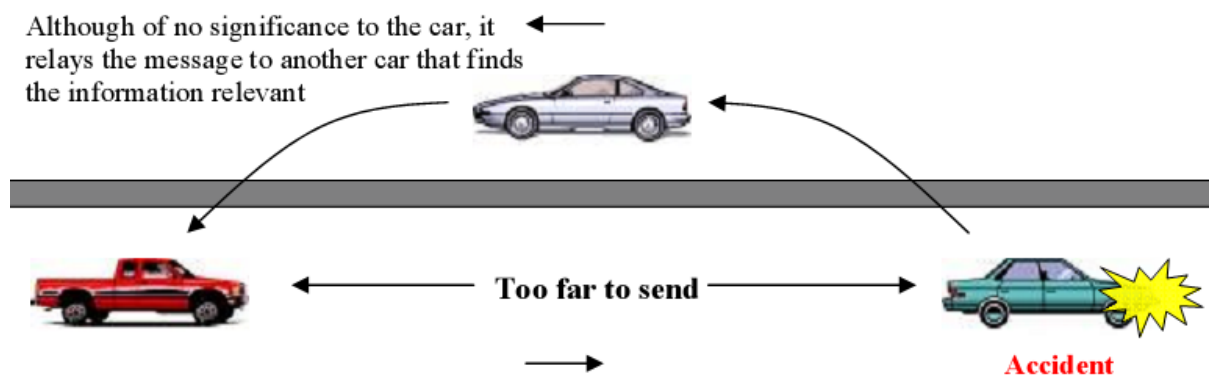 Although of no significance to the car, it
relays the message to another car that finds
the information relevant
Too far to send
Accident